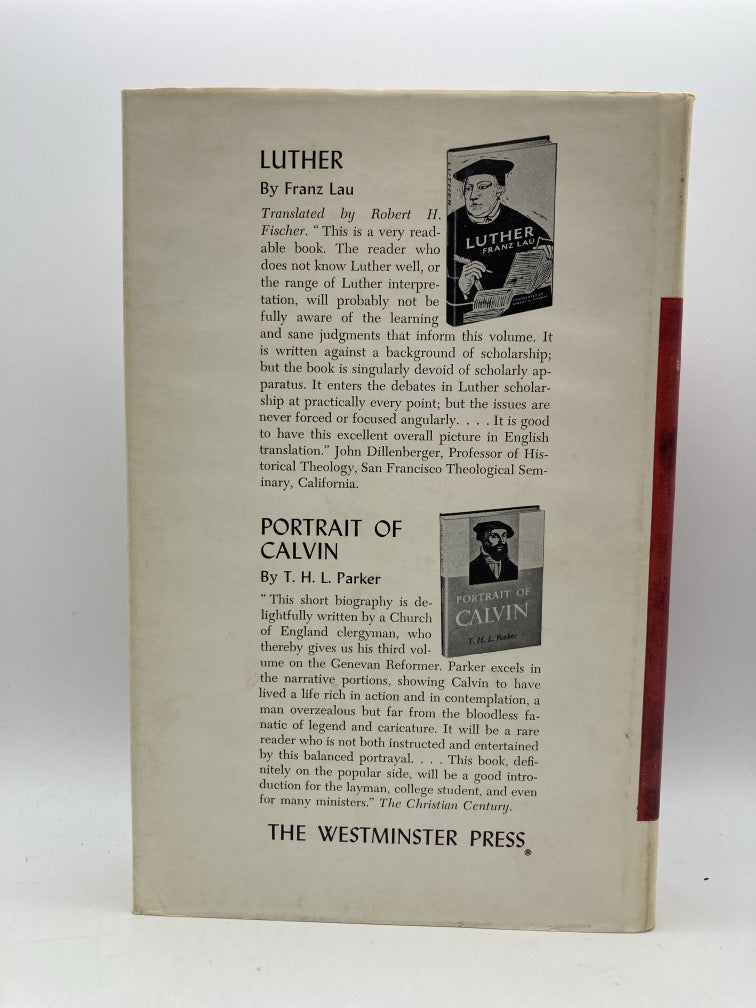 LUTHER
By Franz Lau
Translated by Robert H.
Fischer. "This is a very read-
able book. The reader who
does not know Luther well, or
the range of Luther interpre-
tation, will probably not be
fully aware of the learning
and sane judgments that inform this volume. It
is written against a background of scholarship;
but the book is singularly devoid of scholarly ap-
paratus. It enters the debates in Luther scholar-
ship at practically every point; but the issues are
never forced or focused angularly. . . . It is good
to have this excellent overall picture in English
translation." John Dillenberger, Professor of His-
torical Theology, San Francisco Theological Sem-
inary, California.
LUTHER
LUTHER
FRANZ LAU
PORTRAIT OF
CALVIN
By T. H. L. Parker
"This short biography is de-
lightfully written by a Church
of England clergyman, who
thereby gives us his third vol-
ume on the Genevan Reformer. Parker excels in
the narrative portions, showing Calvin to have
lived a life rich in action and in contemplation, a
man overzealous but far from the bloodless fa-
natic of legend and caricature. It will be a rare
reader who is not both instructed and entertained
by this balanced portrayal. . . . This book, defi-
nitely on the popular side, will be a good intro-
duction for the layman, college student, and even
for many ministers." The Christian Century.
PORTRAIT OF
CALVIN
T. H. L. Parker
THE WESTMINSTER PRESS®